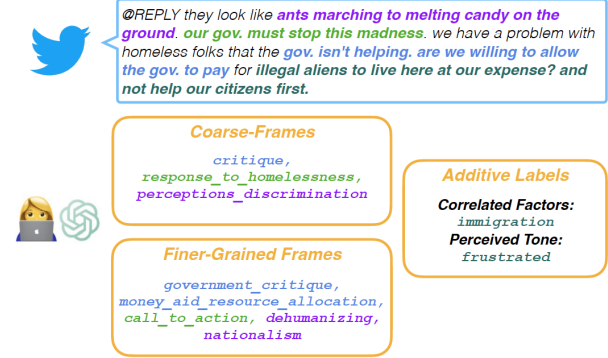 @REPLY they look like ants marching to melting candy on the
ground. our gov. must stop this madness. we have a problem with
homeless folks that the gov. isn't helping. are we willing to allow
the gov. to pay for illegal aliens to live here at our expense? and
not help our citizens first.
Coarse-Frames
critique,
response_to_homelessness,
perceptions_discrimination
Finer-Grained Frames
government_critique,
money_aid_resource_allocation,
call_to_action, dehumanizing,
nationalism
Additive Labels
Correlated Factors:
immigration
Perceived Tone:
frustrated